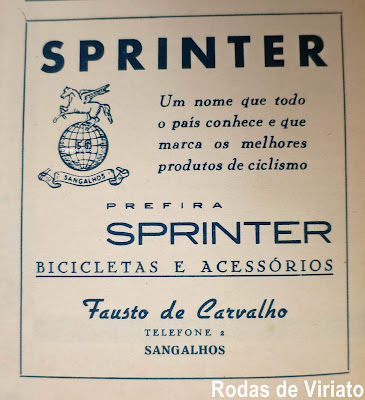 SPRINTER
Um nome que todo
o país conhece e que
marca os melhores
produtos de ciclismo
SANGALHOS
PREFIRA
SPRINTER
BICICLETAS E ACESSÓRIOS
Fausto de Carvalho
TELEFONE 2
SANGALHOS
Rodas de Viriato